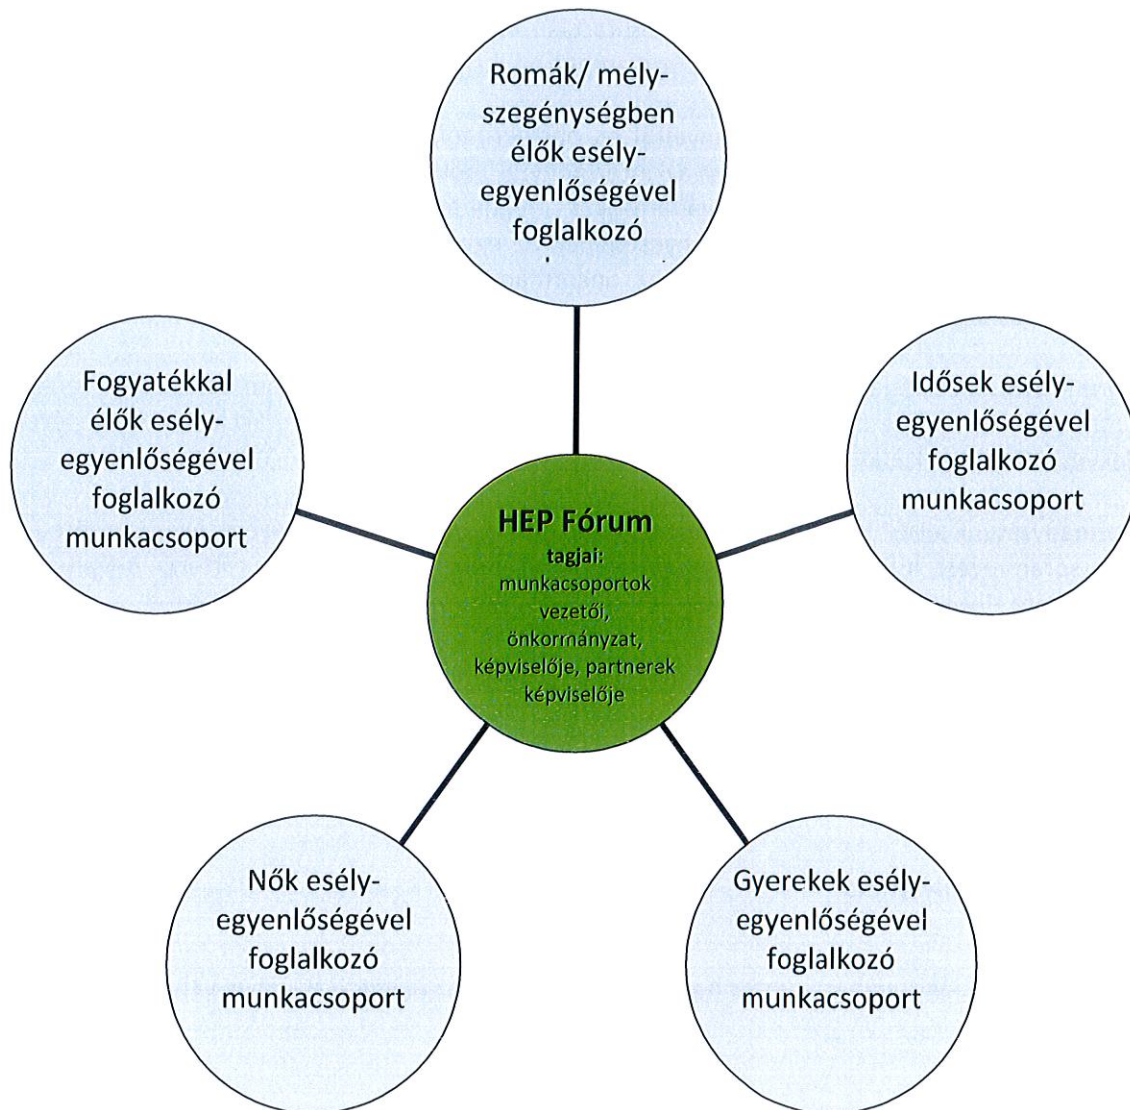 Romák/ mély-
szegénységben
élők esély-
egyenlőségével
foglalkozó
Fogyatékkal
élők esély-
egyenlőségével
foglalkozó
munkacsoport
Idősek esély-
egyenlőségével
foglalkozó
munkacsoport
HEP Fórum
tagjai:
munkacsoportok
vezetői,
önkormányzat,
képviselője, partnerek
képviselője
Nők esély-
egyenlőségével
foglalkozó
munkacsoport
Gyerekek esély-
egyenlőségével
foglalkozó
munkacsoport